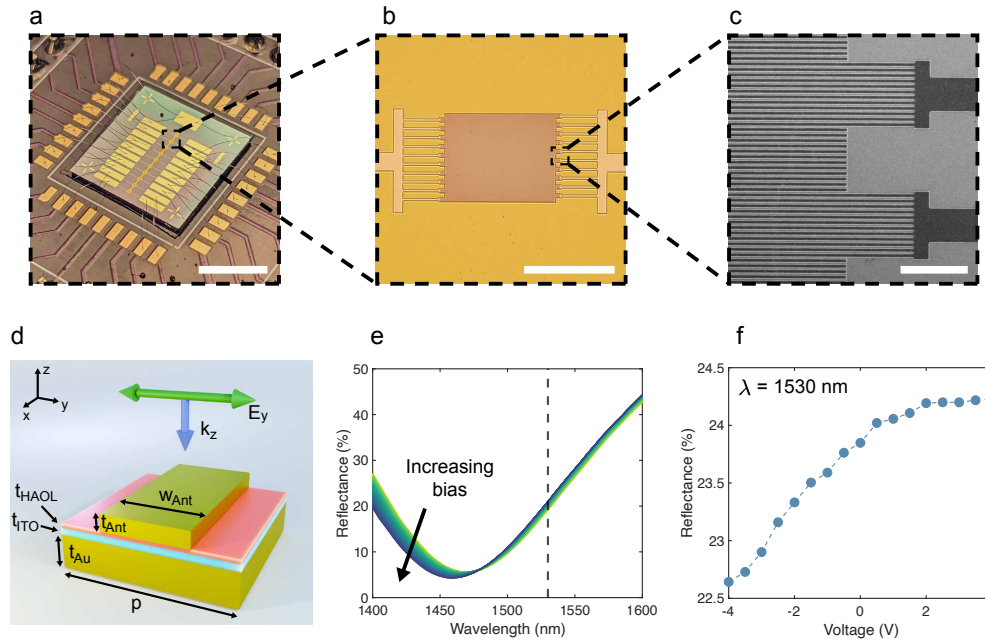 a
b
c
d
z
y
x
E_y
k_z
t_HAOL
w_Ant
t_ITO
t_Ant
t_Au
p
e
50
40
30
20
10
0
Reflectance (%)
Increasing
bias
1400
1450
1500
1550
1600
Wavelength (nm)
f
λ = 1530 nm
24.5
24
23.5
23
22.5
Reflectance (%)
-4
-2
0
2
Voltage (V)